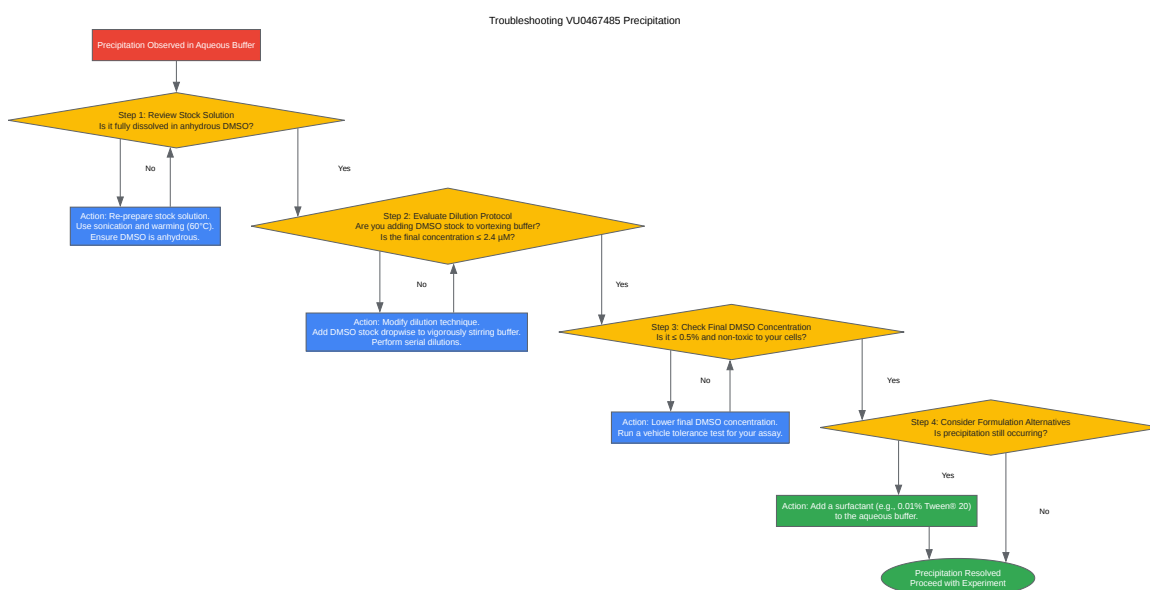 Troubleshooting VU0467485 Precipitation
Precipitation Observed in Aqueous Buffer
Step 1: Review Stock Solution
Is it fully dissolved in anhydrous DMSO?
No
Yes
Action: Re-prepare stock solution.
Use sonication and warming (60°C).
Ensure DMSO is anhydrous.
Step 2: Evaluate Dilution Protocol
Are you adding DMSO stock to vortexing buffer?
Is the final concentration ≤ 2.4 µM?
No
Yes
Action: Modify dilution technique.
Add DMSO stock dropwise to vigorously stirring buffer.
Perform serial dilutions.
Step 3: Check Final DMSO Concentration
Is it ≤ 0.5% and non-toxic to your cells?
No
Yes
Action: Lower final DMSO concentration.
Run a vehicle tolerance test for your assay.
Step 4: Consider Formulation Alternatives
Is precipitation still occurring?
Yes
No
Action: Add a surfactant (e.g., 0.01% Tween® 20)
to the aqueous buffer.
Precipitation Resolved
Proceed with Experiment